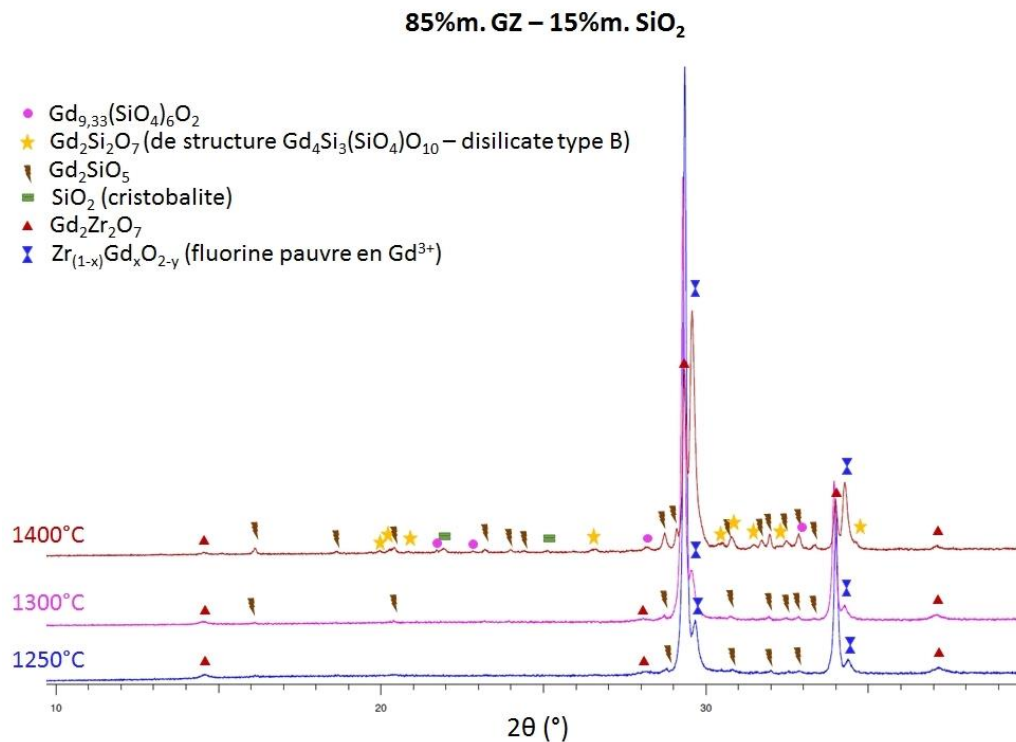 85%m. GZ – 15%m. SiO₂
Gd₉,₃₃(SiO₄)₆O₂
Gd₂Si₂O₇ (de structure Gd₄Si₃(SiO₄)O₁₀ – disilicate type B)
Gd₂SiO₅
SiO₂ (cristobalite)
Gd₂Zr₂O₇
Zr₍₁₋ₓ₎GdₓO₂₋y (fluorine pauvre en Gd³⁺)
1400°C
1300°C
1250°C
10 20 30
2θ (°)